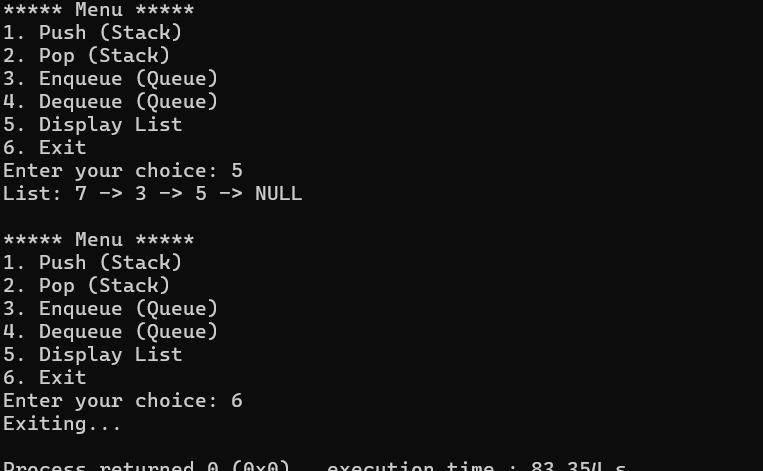 ***** Menu *****
1. Push (Stack)
2. Pop (Stack)
3. Enqueue (Queue)
4. Dequeue (Queue)
5. Display List
6. Exit
Enter your choice: 5
List: 7 -> 3 -> 5 -> NULL
***** Menu *****
1. Push (Stack)
2. Pop (Stack)
3. Enqueue (Queue)
4. Dequeue (Queue)
5. Display List
6. Exit
Enter your choice: 6
Exiting...
Process returned 0 (0x0)   execution time : 83.354 s